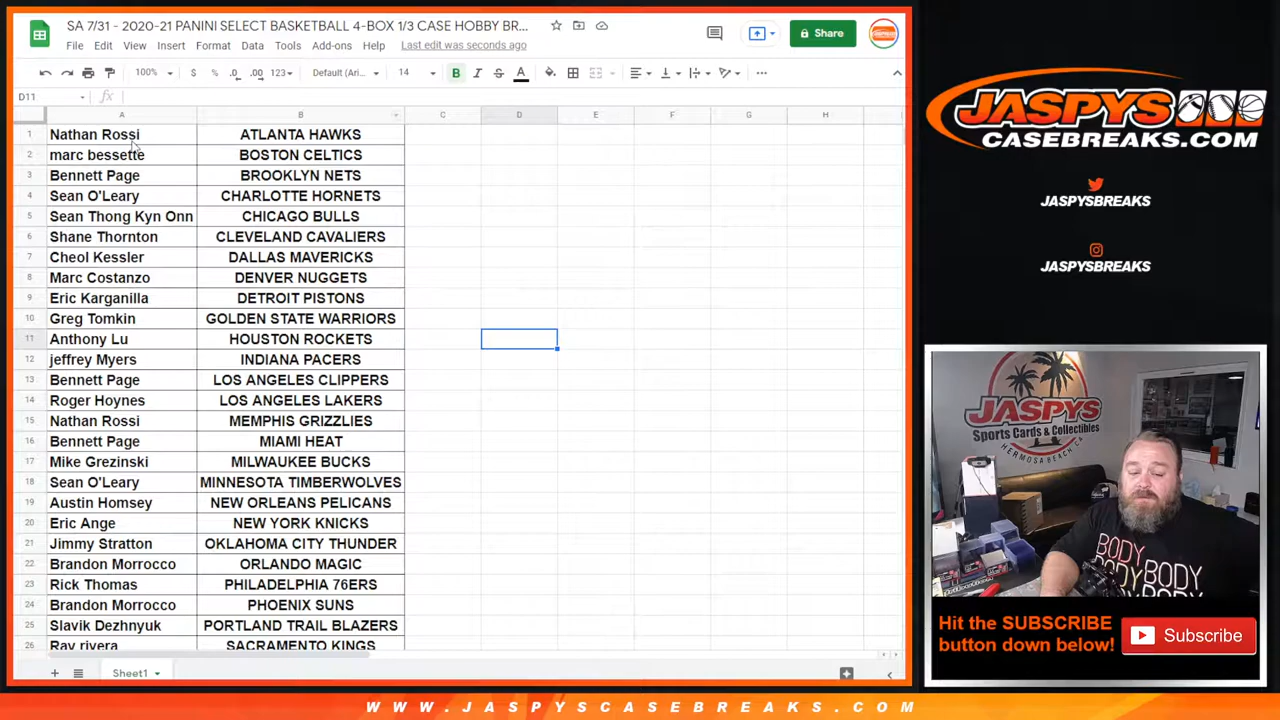 SA 7/31 - 2020-21 PANINI SELECT BASKETBALL 4-BOX 1/3 CASE HOBBY BR...
File Edit View Insert Format Data Tools Add-ons Help Last edit was seconds ago
Share
100% $ % .0 .00 123 Default (Ari... 14 B I S A
D11 fx
A B C D E F G H
1 Nathan Rossi ATLANTA HAWKS
2 marc bessette BOSTON CELTICS
3 Bennett Page BROOKLYN NETS
4 Sean O'Leary CHARLOTTE HORNETS
5 Sean Thong Kyn Onn CHICAGO BULLS
6 Shane Thornton CLEVELAND CAVALIERS
7 Cheol Kessler DALLAS MAVERICKS
8 Marc Costanzo DENVER NUGGETS
9 Eric Karganilla DETROIT PISTONS
10 Greg Tomkin GOLDEN STATE WARRIORS
11 Anthony Lu HOUSTON ROCKETS
12 jeffrey Myers INDIANA PACERS
13 Bennett Page LOS ANGELES CLIPPERS
14 Roger Hoynes LOS ANGELES LAKERS
15 Nathan Rossi MEMPHIS GRIZZLIES
16 Bennett Page MIAMI HEAT
17 Mike Grezinski MILWAUKEE BUCKS
18 Sean O'Leary MINNESOTA TIMBERWOLVES
19 Austin Homsey NEW ORLEANS PELICANS
20 Eric Ange NEW YORK KNICKS
21 Jimmy Stratton OKLAHOMA CITY THUNDER
22 Brandon Morrocco ORLANDO MAGIC
23 Rick Thomas PHILADELPHIA 76ERS
24 Brandon Morrocco PHOENIX SUNS
25 Slavik Dezhnyuk PORTLAND TRAIL BLAZERS
26 Ray rivera SACRAMENTO KINGS
Sheet1
JASPYS
CASEBREAKS.COM
JASPYSBREAKS
JASPYSBREAKS
JASPYS
Sports Cards & Collectibles
HERMOSA BEACH CA
BODY
BODY
Hit the SUBSCRIBE
button down below!
Subscribe
WWW.JASPYSCASEBREAKS.COM